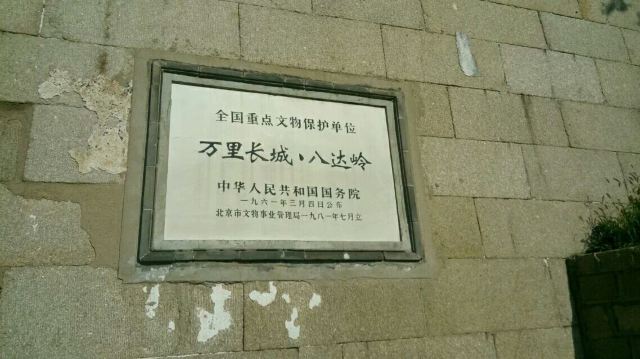 全国重点文物保护单位
万里长城·八达岭
中华人民共和国国务院
一九六一年三月四日公布
北京市文物事业管理局一九八一年七月立